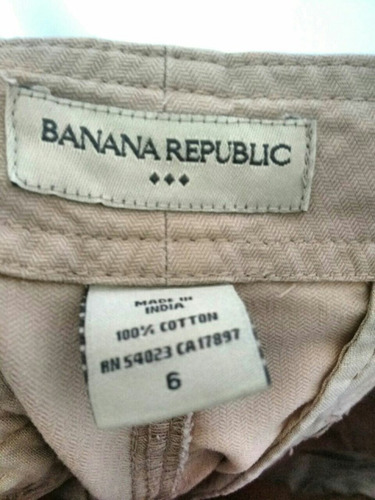 BANANA REPUBLIC
♦♦♦
MADE IN
INDIA
100% COTTON
RN 54023 CA17897
6